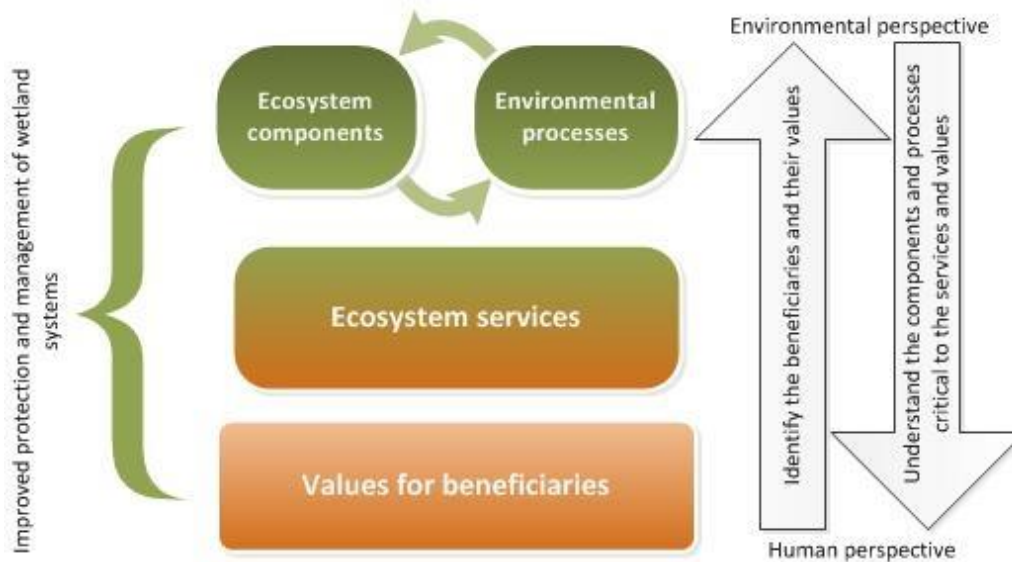 Improved protection and management of wetland
systems
Ecosystem
components
Environmental
processes
Ecosystem services
Values for beneficiaries
Environmental perspective
Identify the beneficiaries and their values
Understand the components and processes
critical to the services and values
Human perspective